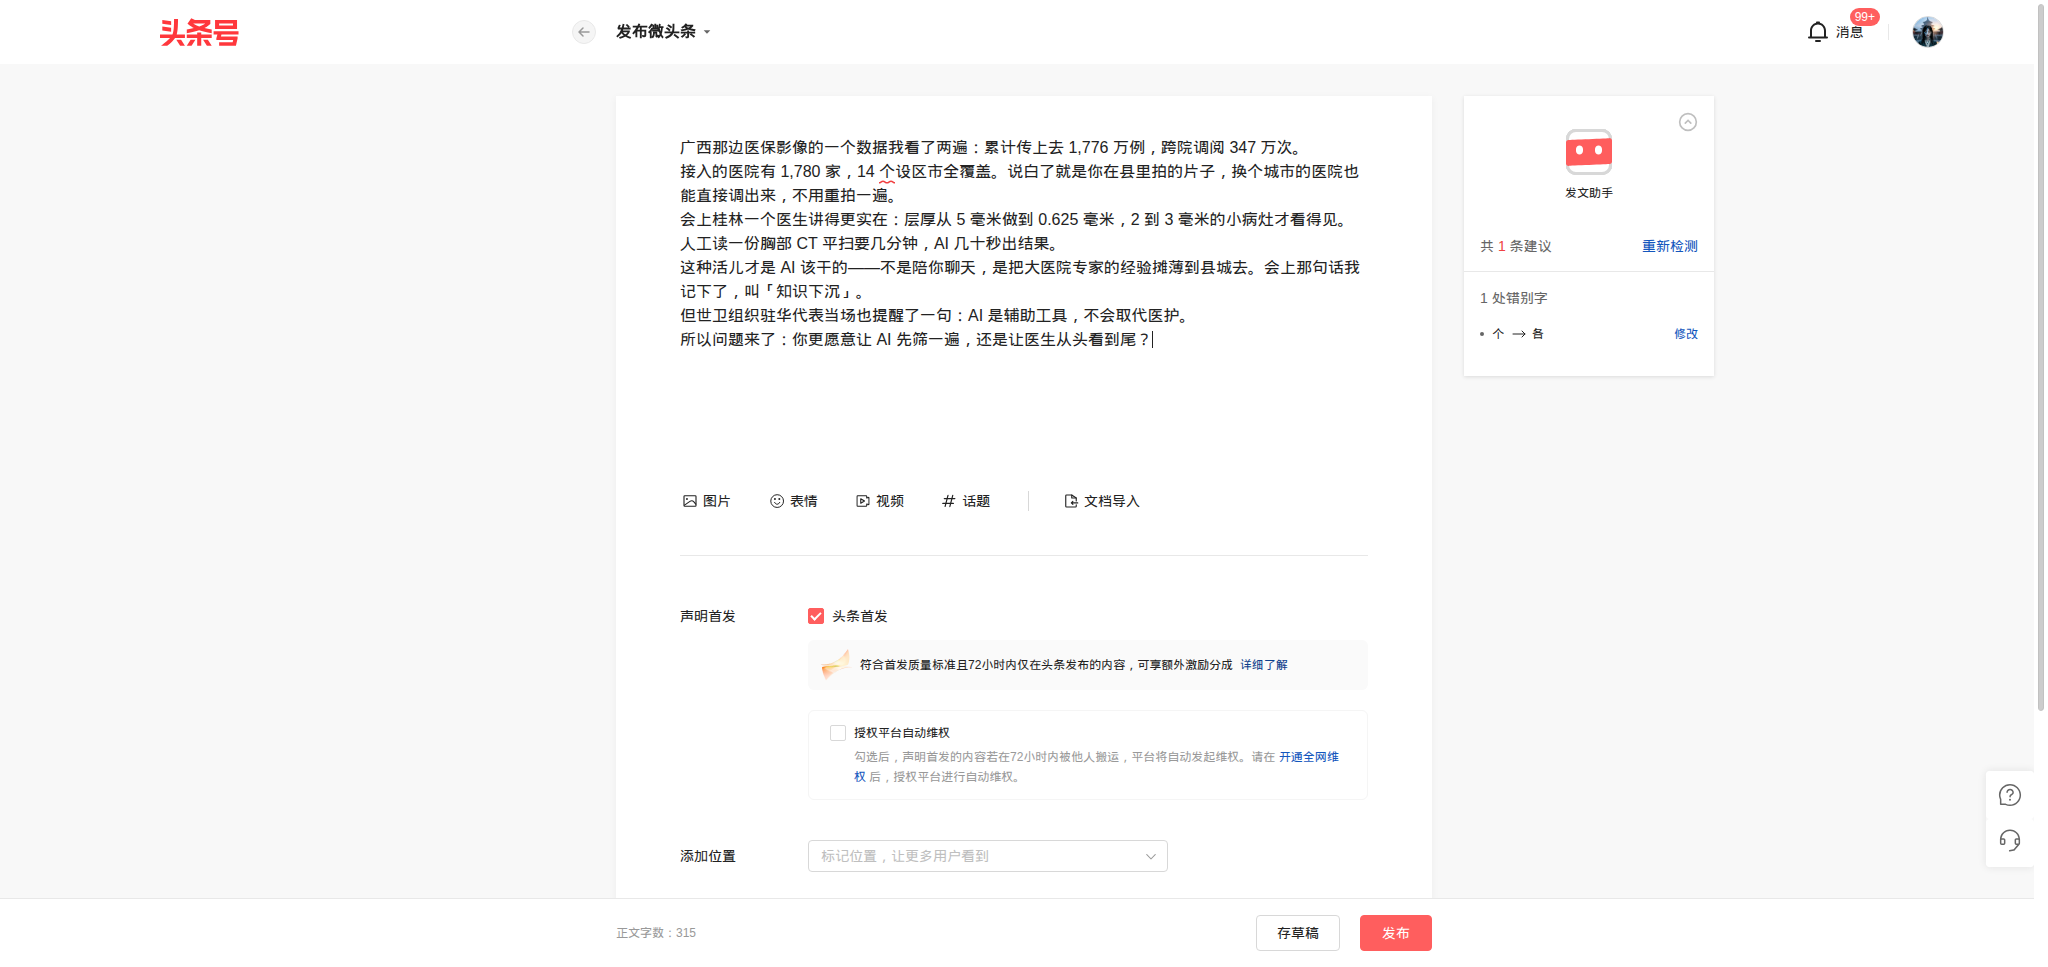 头条号
发布微头条
99+
消息
广西那边医保影像的一个数据我看了两遍：累计传上去 1,776 万例，跨院调阅 347 万次。
接入的医院有 1,780 家，14 个设区市全覆盖。说白了就是你在县里拍的片子，换个城市的医院也
能直接调出来，不用重拍一遍。
会上桂林一个医生讲得更实在：层厚从 5 毫米做到 0.625 毫米，2 到 3 毫米的小病灶才看得见。
人工读一份胸部 CT 平扫要几分钟，AI 几十秒出结果。
这种活儿才是 AI 该干的——不是陪你聊天，是把大医院专家的经验摊薄到县城去。会上那句话我
记下了，叫「知识下沉」。
但世卫组织驻华代表当场也提醒了一句：AI 是辅助工具，不会取代医护。
所以问题来了：你更愿意让 AI 先筛一遍，还是让医生从头看到尾？
发文助手
共 1 条建议
重新检测
1 处错别字
个 → 各
修改
图片
表情
视频
# 话题
文档导入
声明首发
头条首发
符合首发质量标准且72小时内仅在头条发布的内容，可享额外激励分成 详细了解
授权平台自动维权
勾选后，声明首发的内容若在72小时内被他人搬运，平台将自动发起维权。请在 开通全网维
权 后，授权平台进行自动维权。
添加位置
标记位置，让更多用户看到
正文字数：315
存草稿
发布